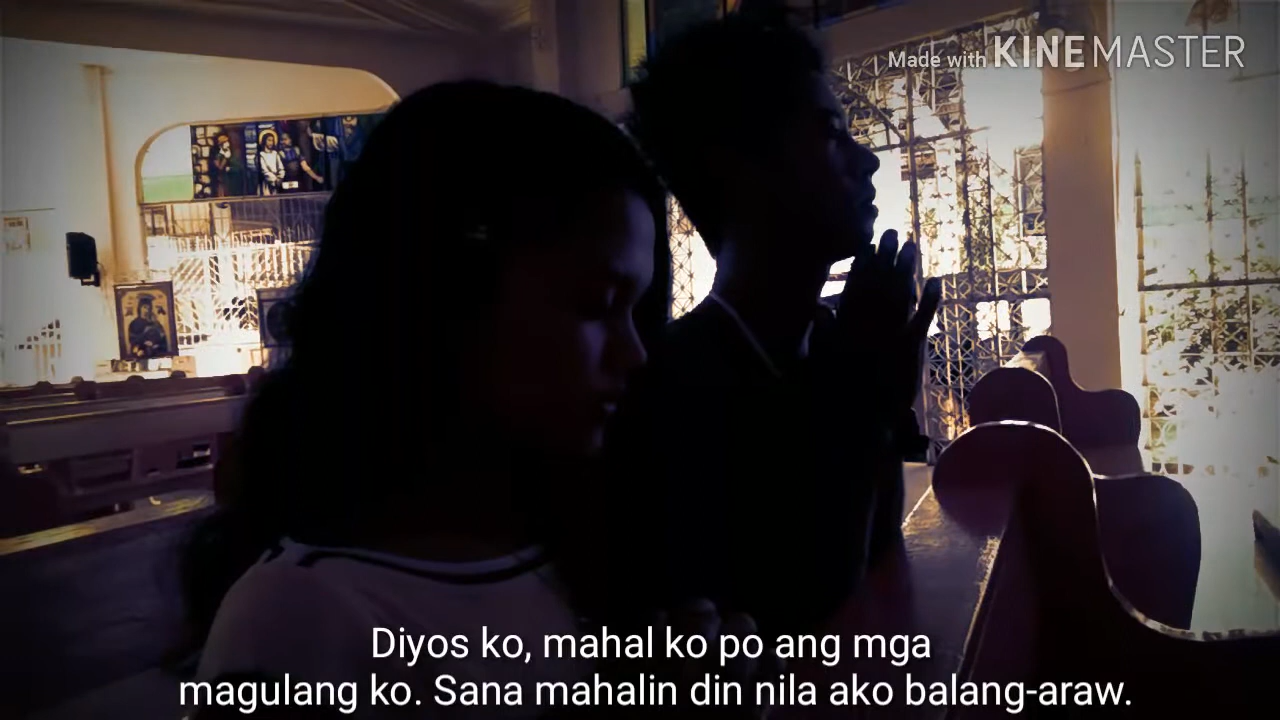 Made with KINEMASTER
Diyos ko, mahal ko po ang mga
magulang ko. Sana mahalin din nila ako balang-araw.